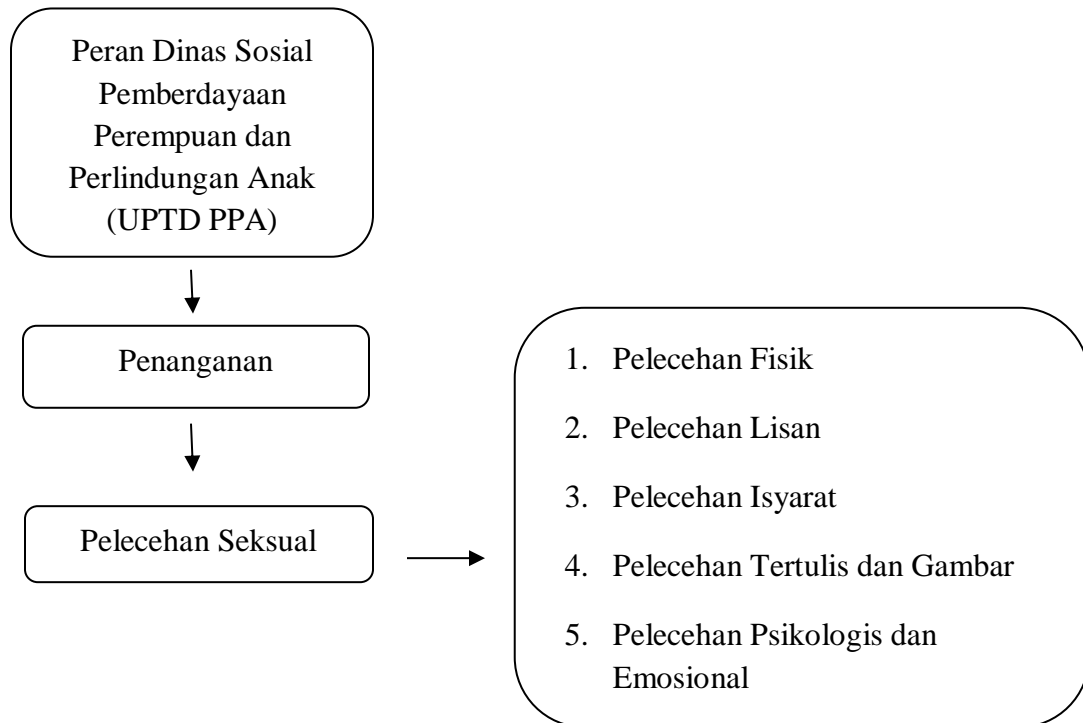 Peran Dinas Sosial
Pemberdayaan
Perempuan dan
Perlindungan Anak
(UPTD PPA)
Penanganan
Pelecehan Seksual
1. Pelecehan Fisik
2. Pelecehan Lisan
3. Pelecehan Isyarat
4. Pelecehan Tertulis dan Gambar
5. Pelecehan Psikologis dan
Emosional